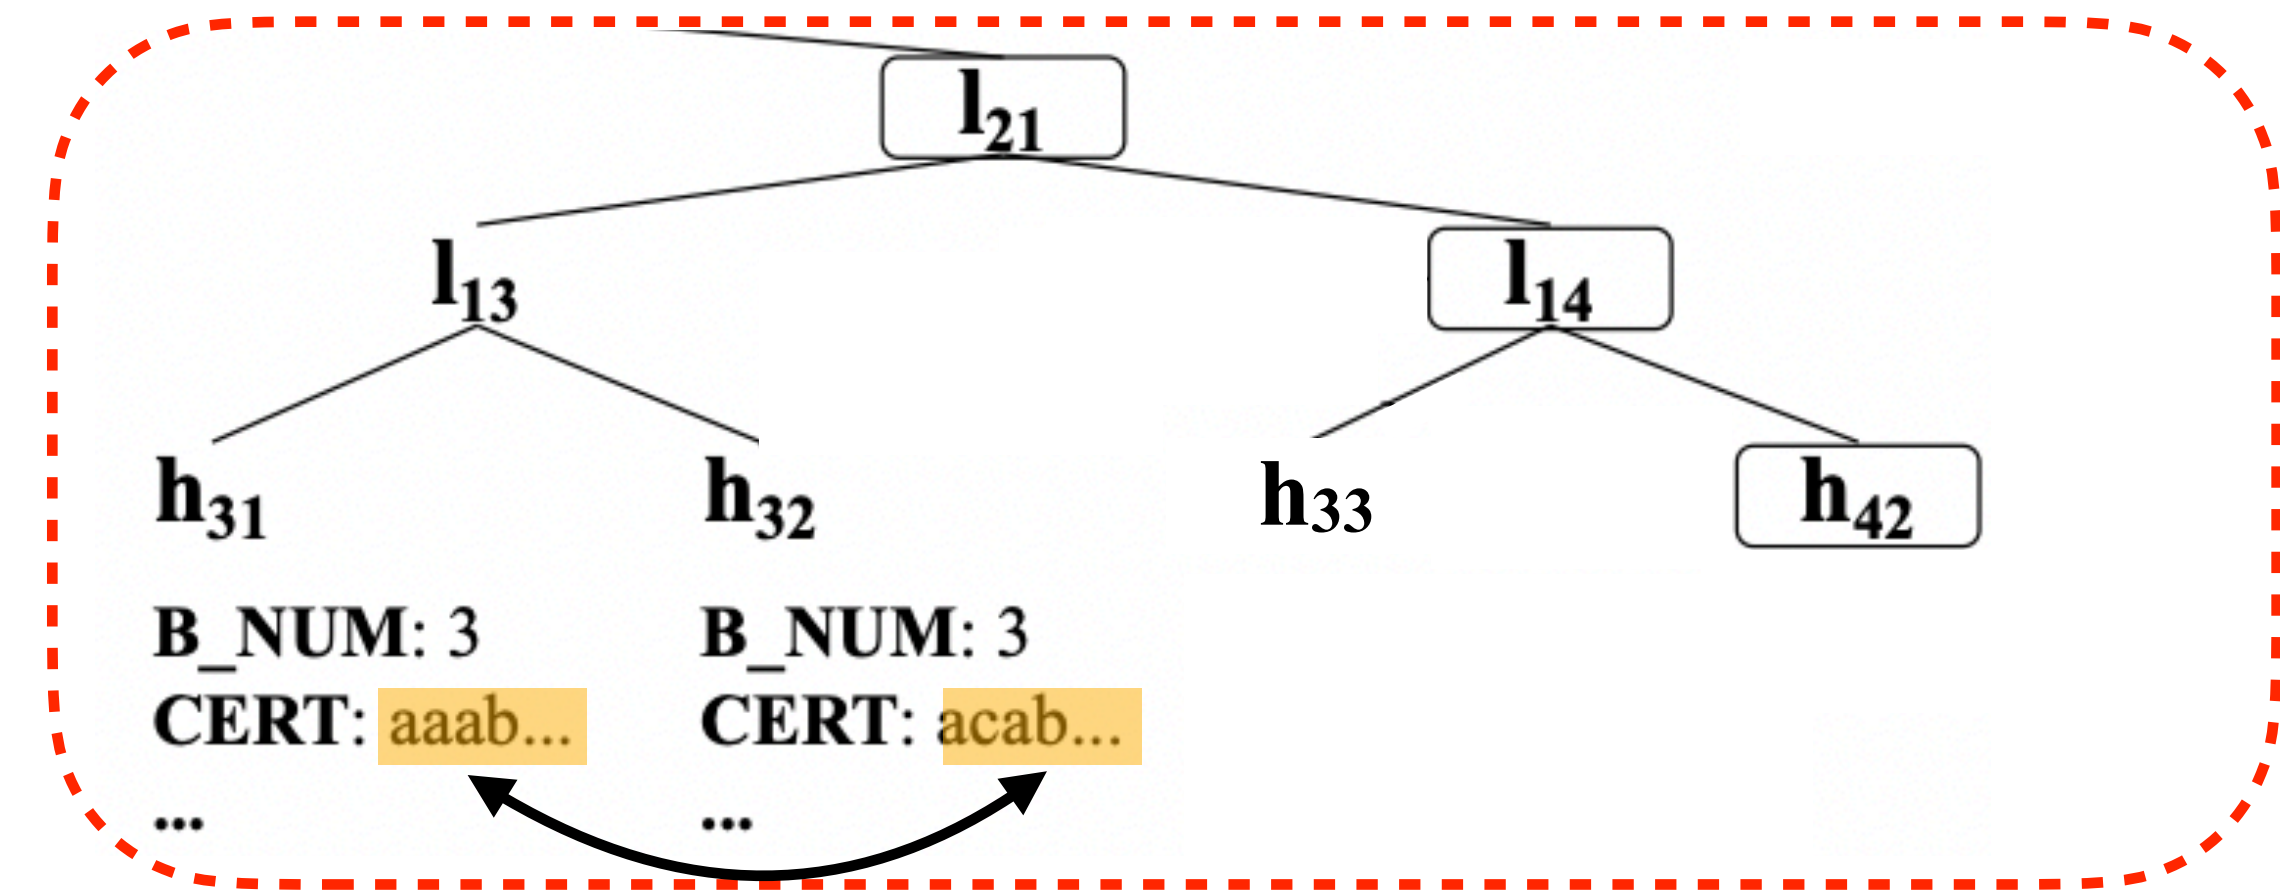 l21
l13 l14
h31 h32 h33 h42
B_NUM: 3 B_NUM: 3
CERT: aaab... CERT: acab...
... ...